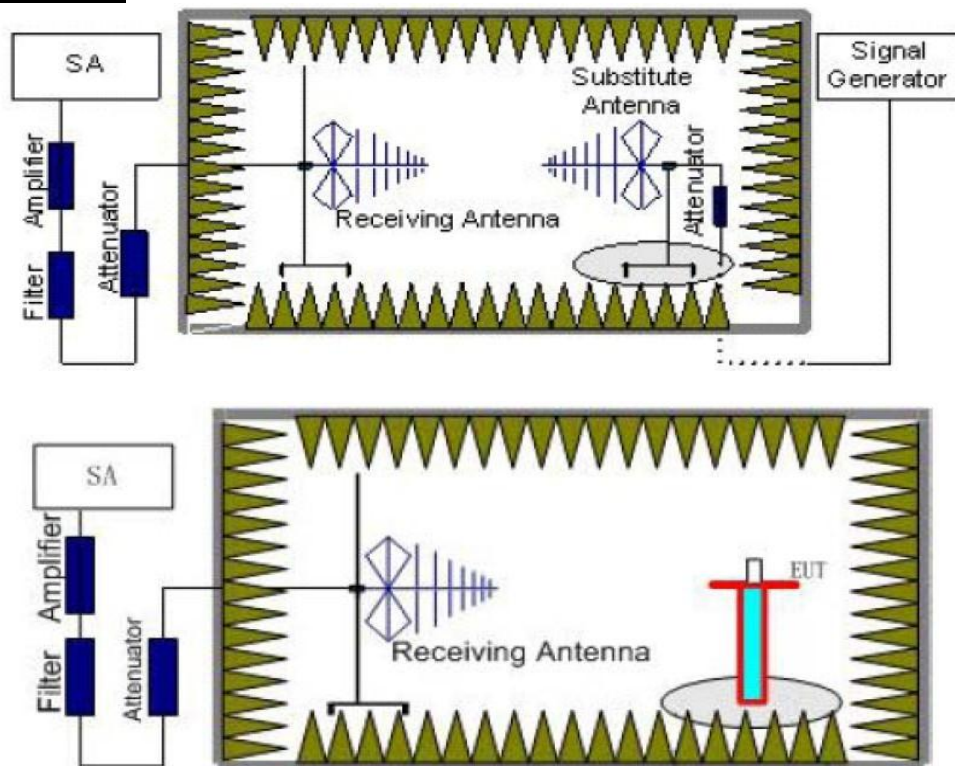 SA
Amplifier
Filter
Attenuator
Receiving Antenna
Substitute
Antenna
Attenuator
Signal
Generator
SA
Amplifier
Filter
Attenuator
Receiving Antenna
EUT